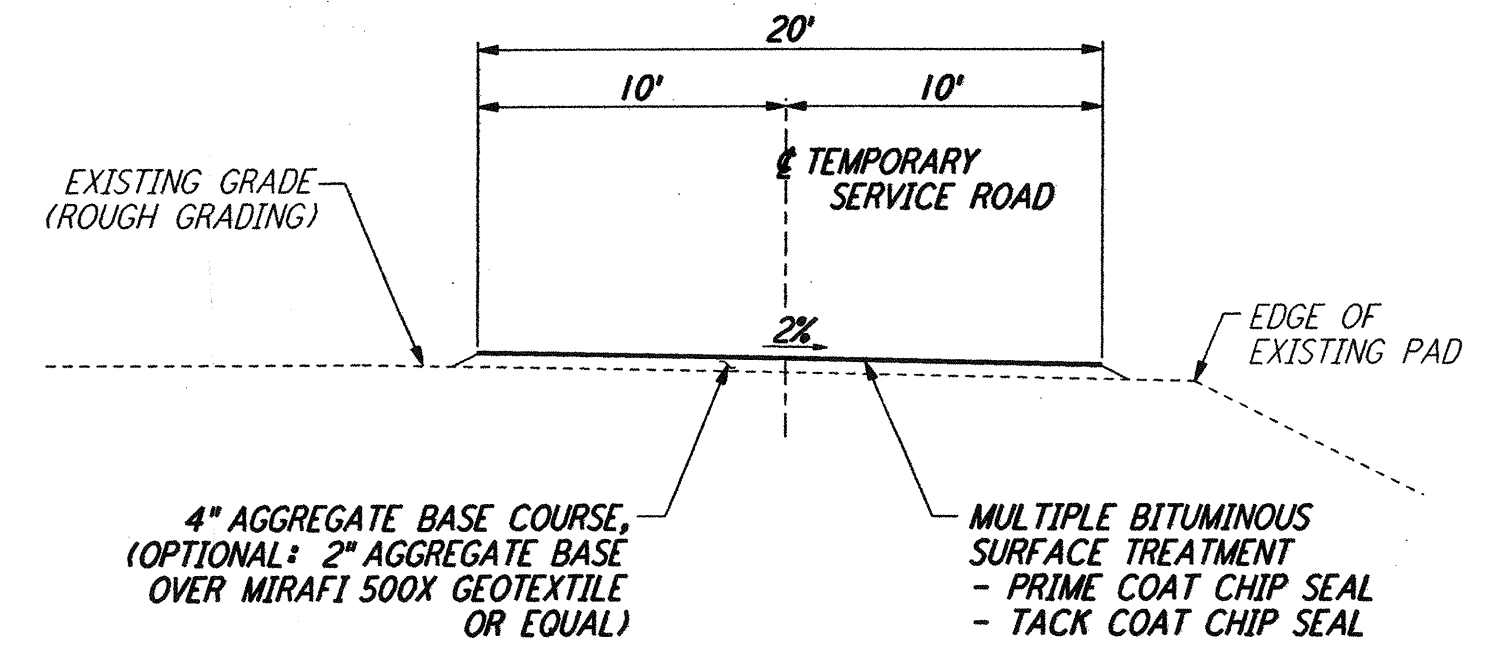 20'
10'
10'
℄ TEMPORARY
SERVICE ROAD
EXISTING GRADE
(ROUGH GRADING)
2%
EDGE OF
EXISTING PAD
4" AGGREGATE BASE COURSE,
(OPTIONAL: 2" AGGREGATE BASE
OVER MIRAFI 500X GEOTEXTILE
OR EQUAL)
MULTIPLE BITUMINOUS
SURFACE TREATMENT
- PRIME COAT CHIP SEAL
- TACK COAT CHIP SEAL